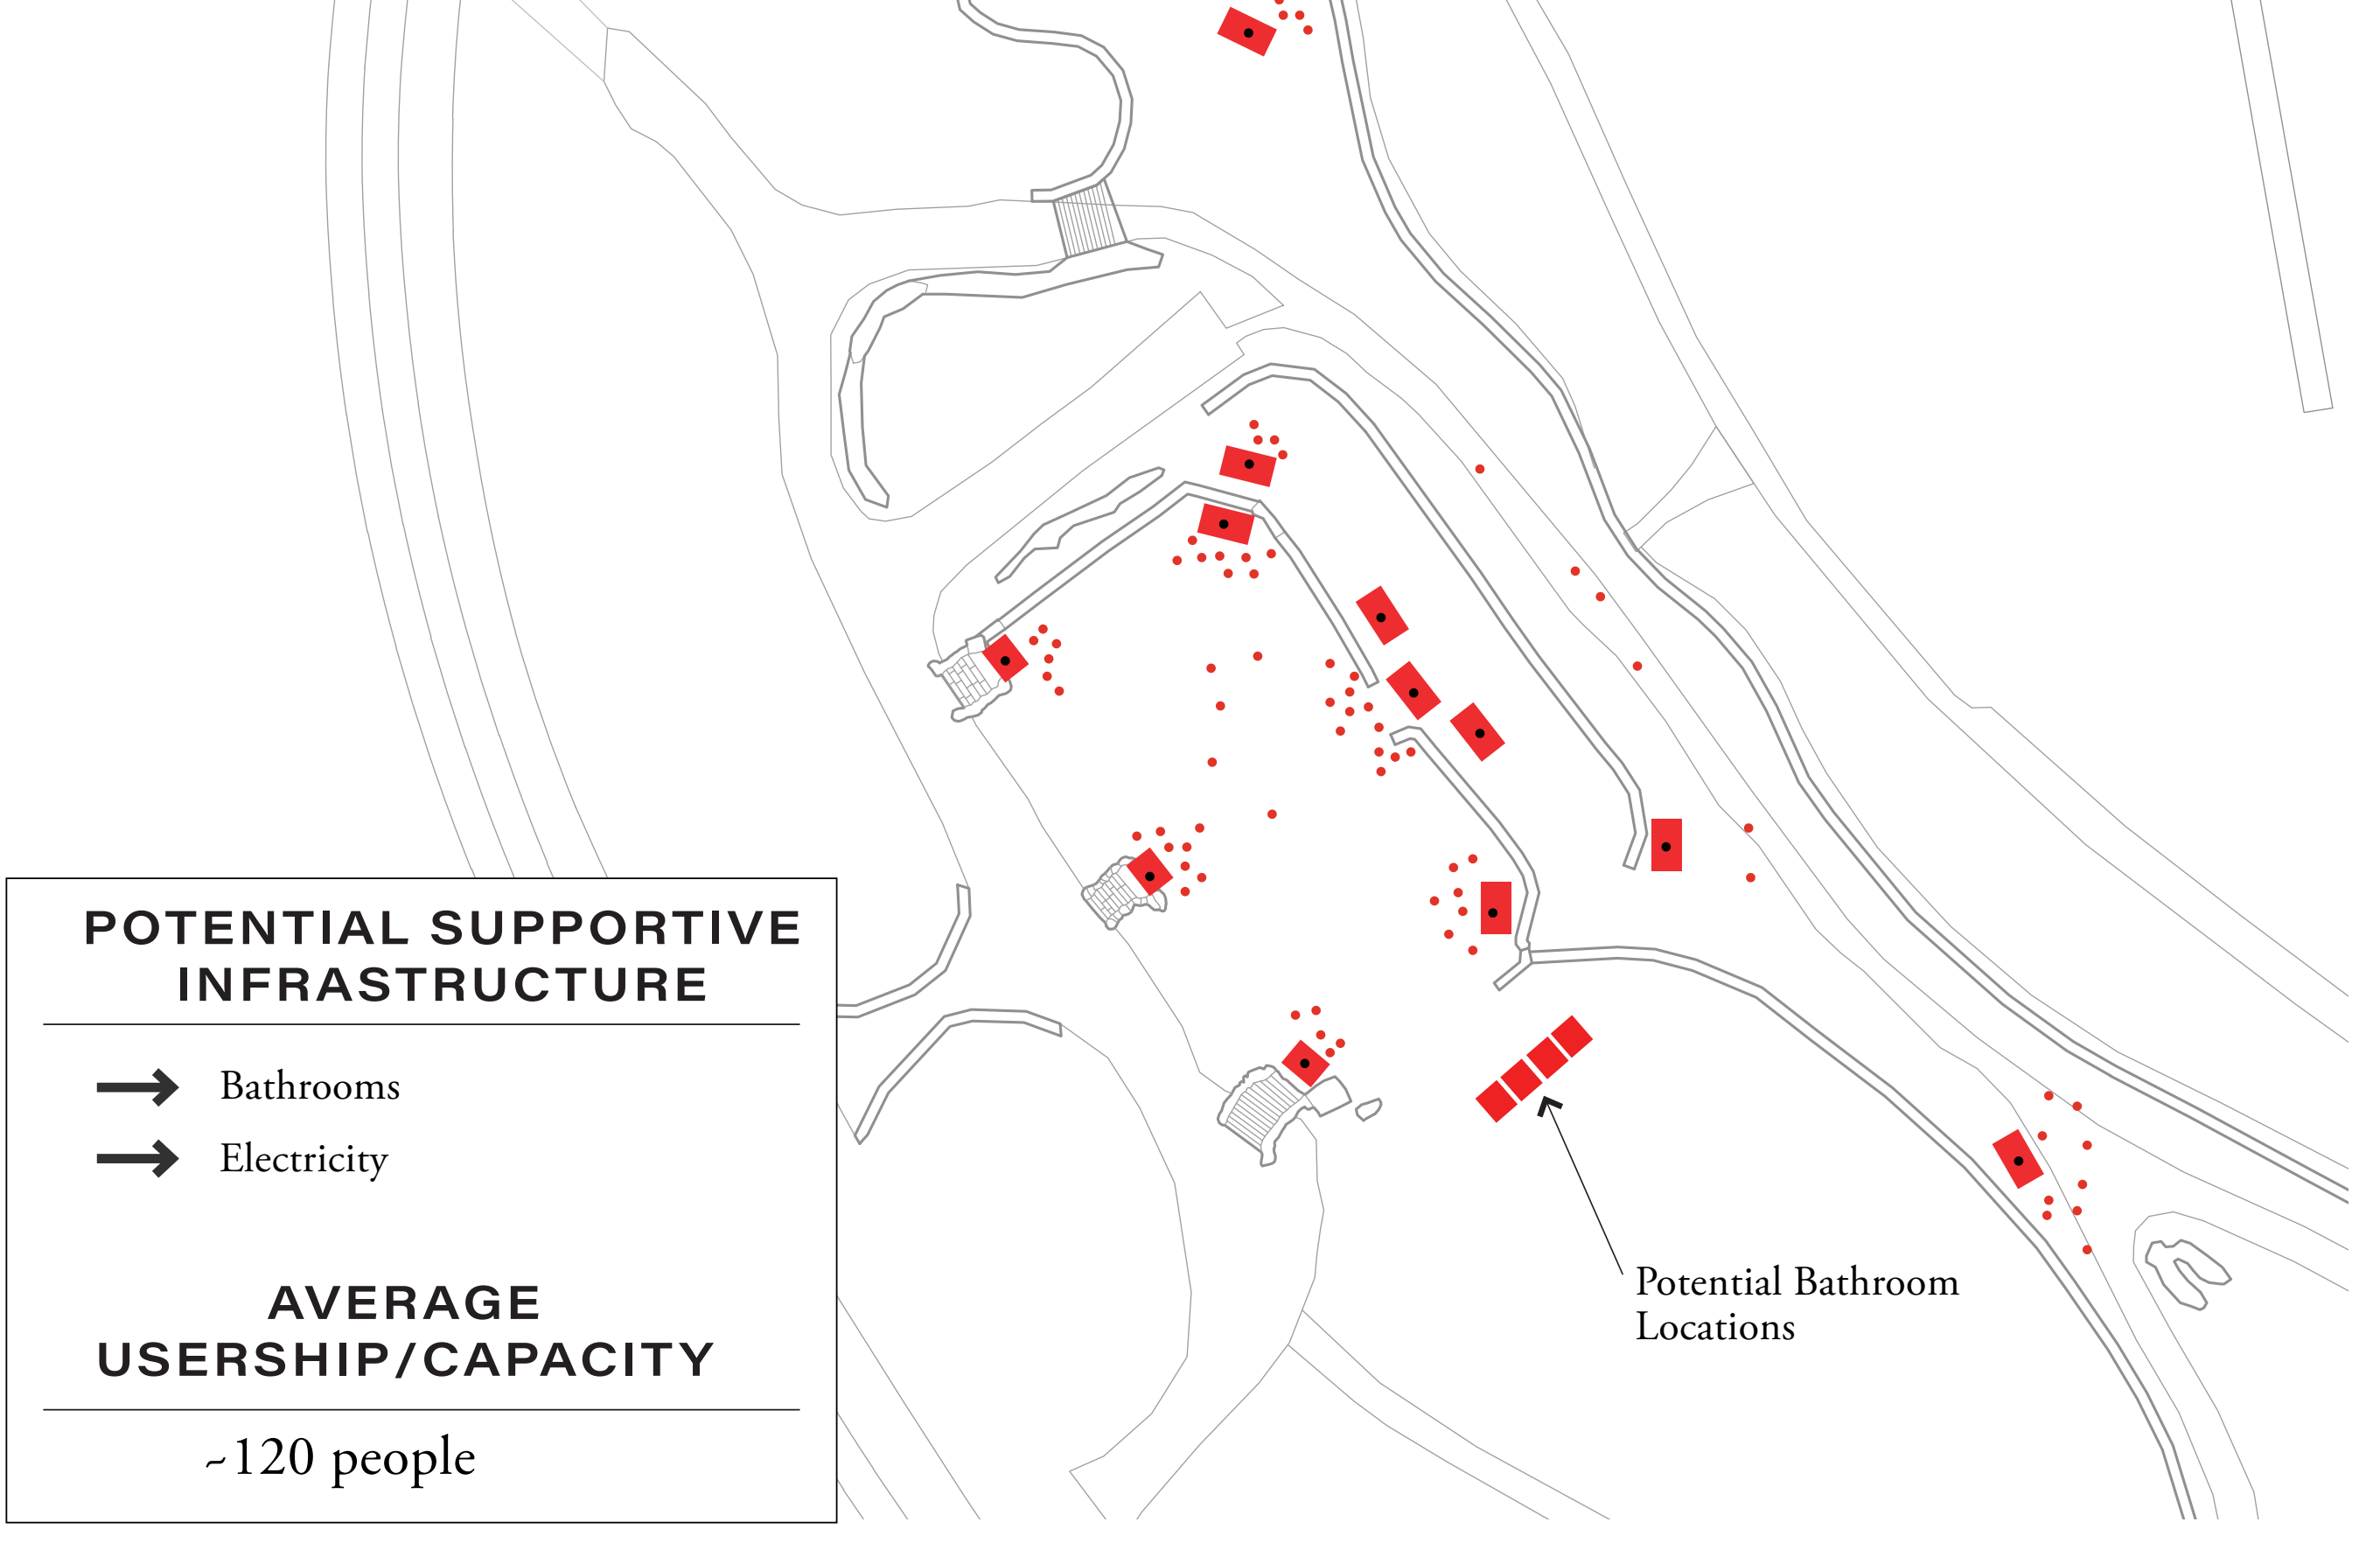 POTENTIAL SUPPORTIVE
INFRASTRUCTURE
Bathrooms
Electricity
AVERAGE
USERSHIP/CAPACITY
~120 people
Potential Bathroom
Locations